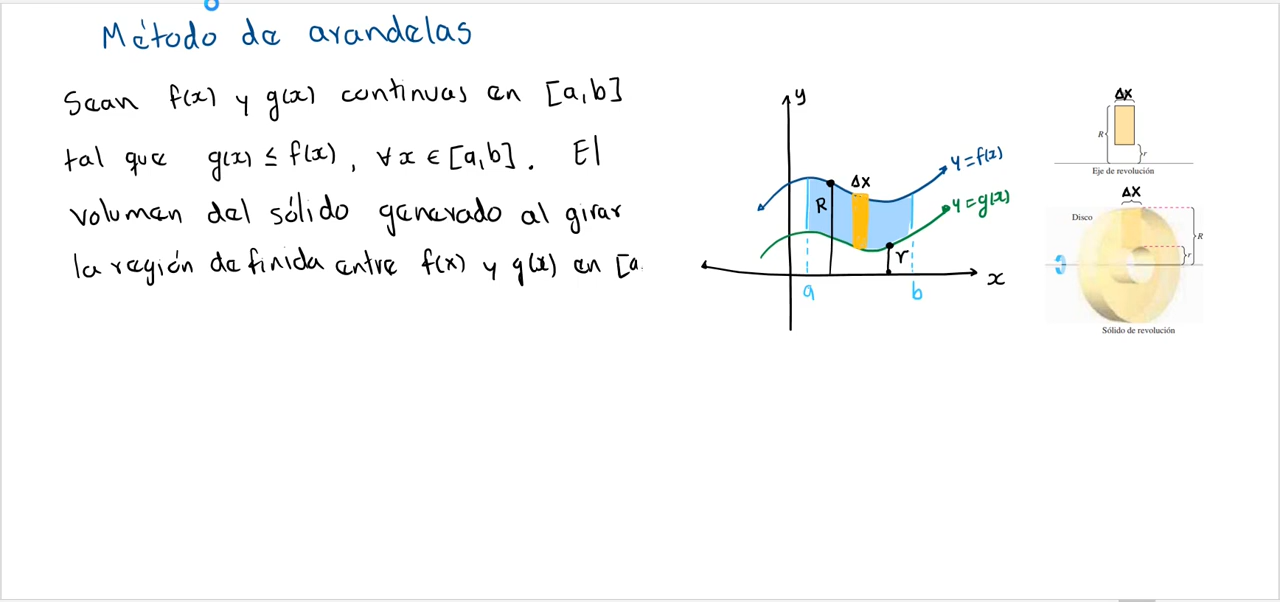 Método de arandelas
Sean f(x) y g(x) continuas en [a,b]
tal que g(x) ≤ f(x), ∀x ∈ [a,b]. El
volumen del sólido generado al girar
la región definida entre f(x) y g(x) en [a.
y
y=f(x)
Δx
R
y=g(x)
r
x
a
b
Δx
R
r
Eje de revolución
Δx
Disco
R
r
Sólido de revolución